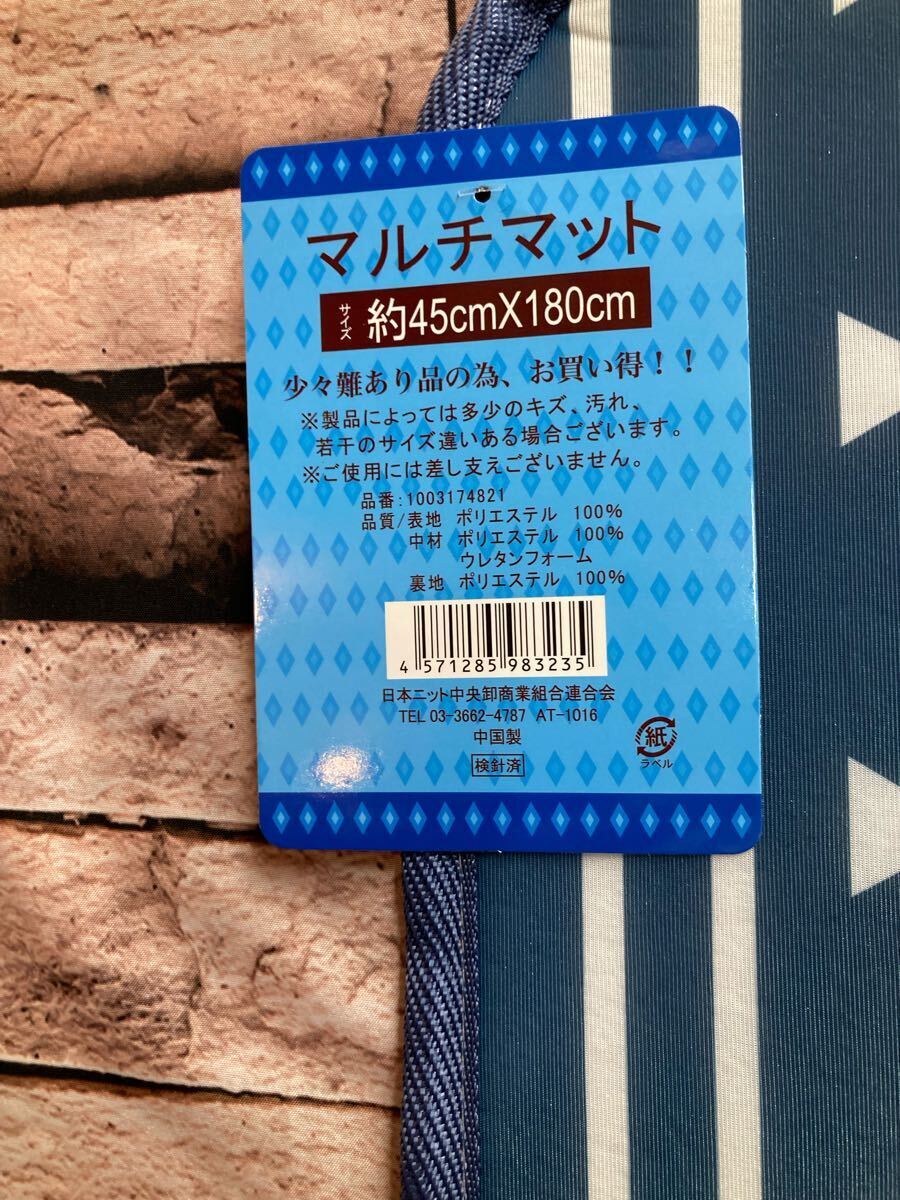 マルチマット
サイズ 約45cmX180cm
少々難あり品の為、お買い得！！
※製品によっては多少のキズ、汚れ、
若干のサイズ違いある場合ございます。
※ご使用には差し支えございません。
品番:1003174821
品質/表地 ポリエステル 100%
中材 ポリエステル 100%
ウレタンフォーム
裏地 ポリエステル 100%
4 571285 983235
日本ニット中央卸商業組合連合会
TEL 03-3662-4787 AT-1016
中国製
検針済
紙
ラベル